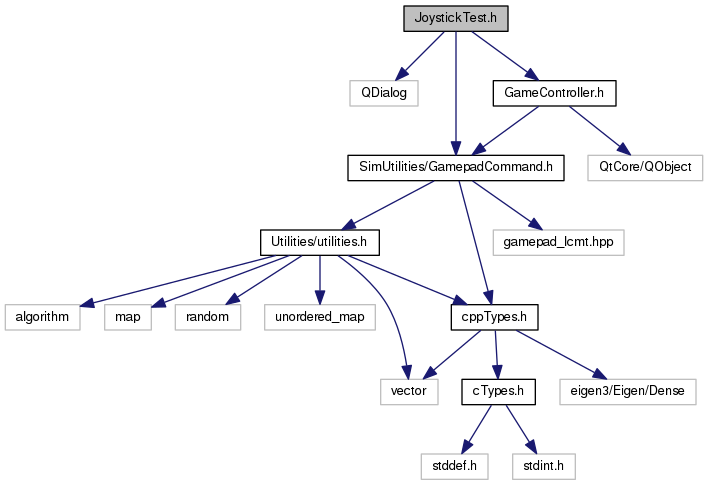 JoystickTest.h
QDialog
GameController.h
SimUtilities/GamepadCommand.h
QtCore/QObject
Utilities/utilities.h
gamepad_lcmt.hpp
algorithm
map
random
unordered_map
cppTypes.h
vector
cTypes.h
eigen3/Eigen/Dense
stddef.h
stdint.h